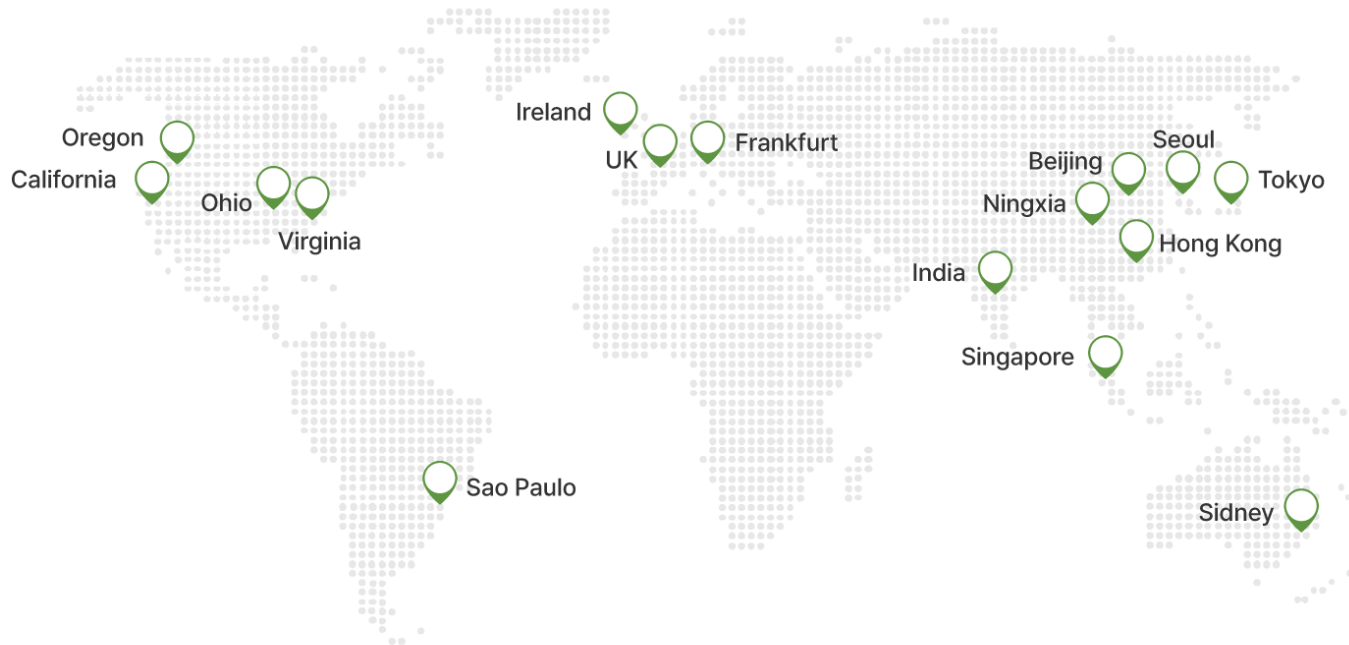 Ireland
Oregon
Seoul
Frankfurt
UK
Beijing
California
Tokyo
Ohio
Ningxia
Virginia
Hong Kong
India
Singapore
Sao Paulo
Sidney